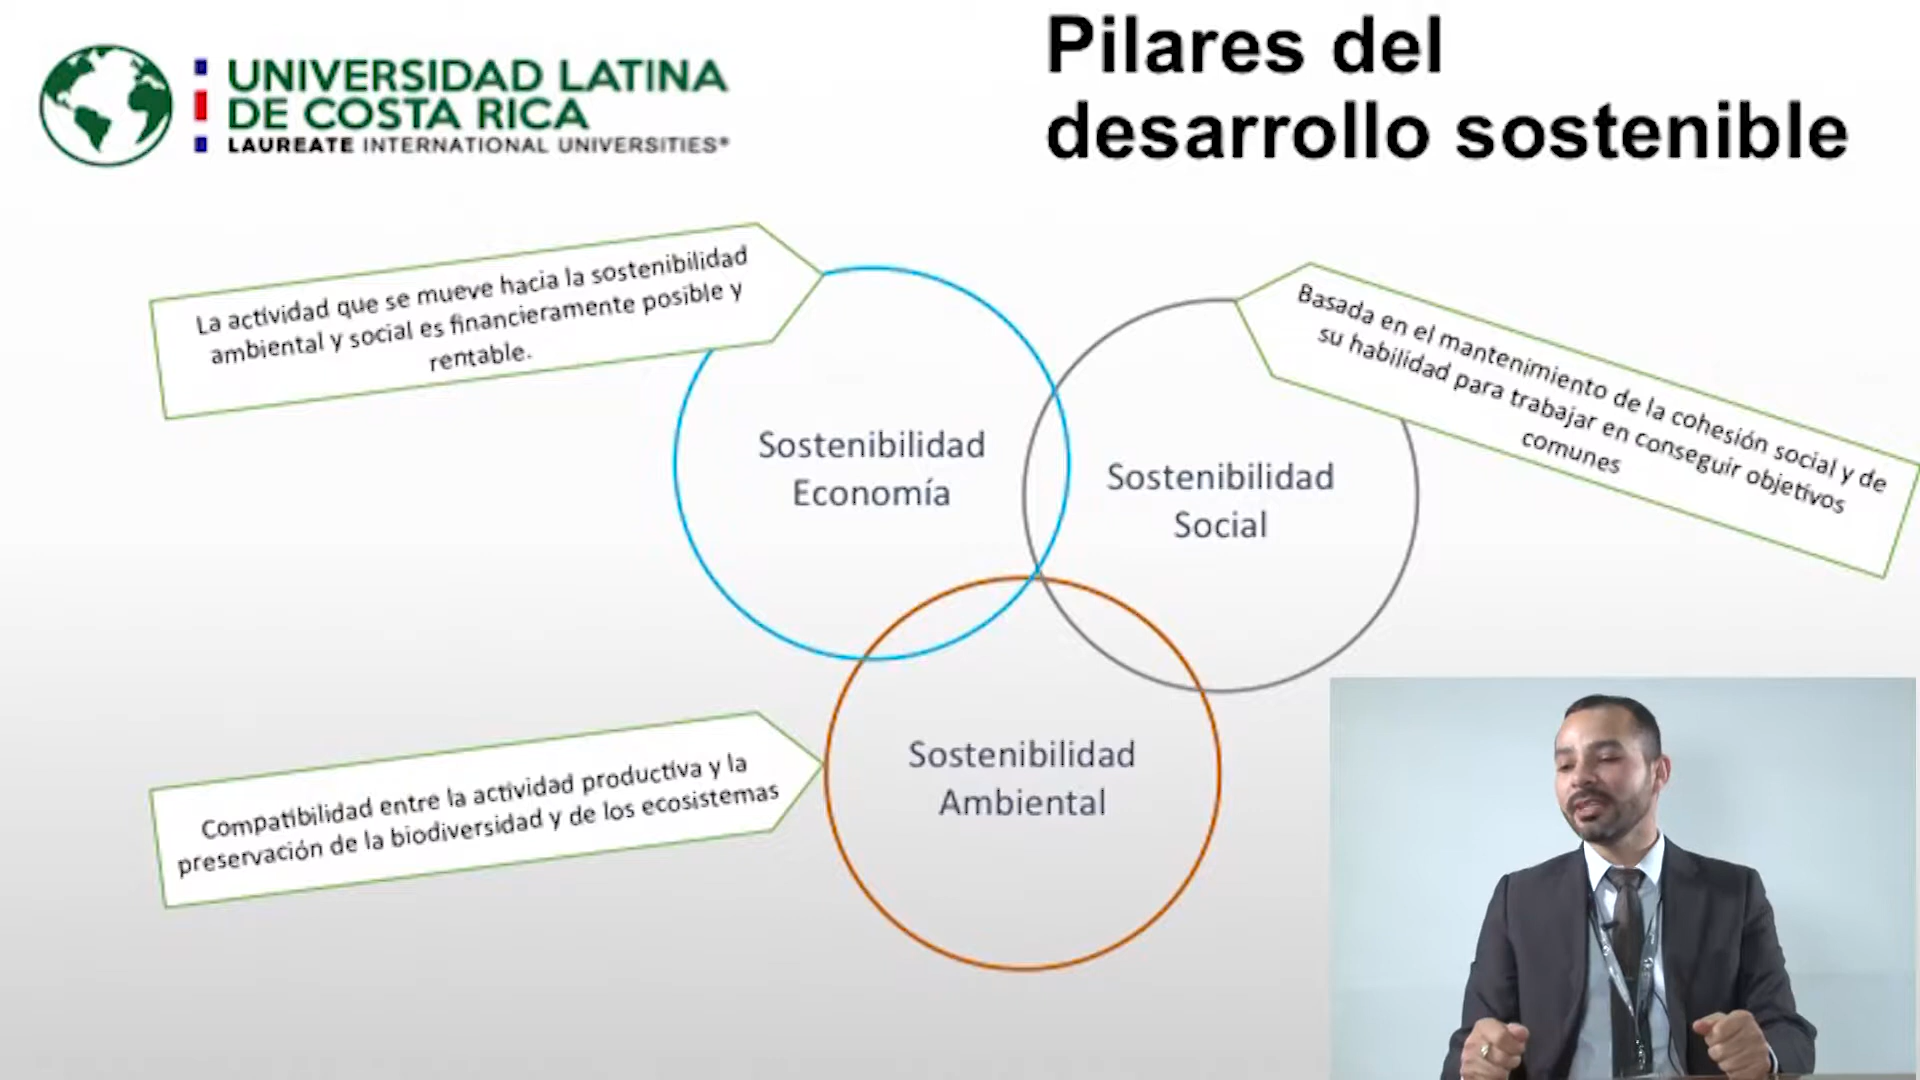 UNIVERSIDAD LATINA
DE COSTA RICA
LAUREATE INTERNATIONAL UNIVERSITIES®
Pilares del
desarrollo sostenible
La actividad que se mueve hacia la sostenibilidad
ambiental y social es financieramente posible y
rentable.
Sostenibilidad
Economía
Basada en el mantenimiento de la cohesión social y de
su habilidad para trabajar en conseguir objetivos
comunes
Sostenibilidad
Social
Compatibilidad entre la actividad productiva y la
preservación de la biodiversidad y de los ecosistemas
Sostenibilidad
Ambiental